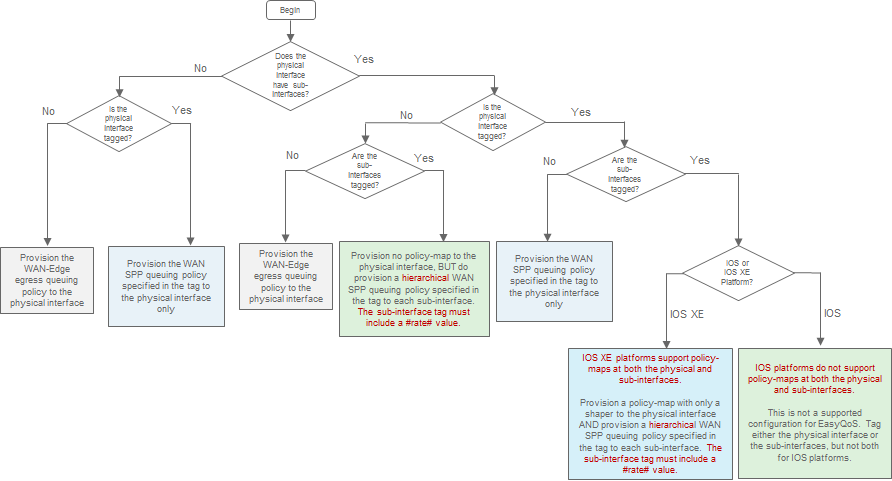 Begin
Does the
physical
interface
have sub-
interfaces?
No
Yes
Is the
physical
interface
tagged?
No
Yes
Is the
physical
interface
tagged?
No
Yes
Are the
sub-
interfaces
tagged?
No
Yes
Are the
sub-
interfaces
tagged?
No
Yes
Provision the
WAN-Edge
egress queuing
policy to the
physical interface
Provision the WAN
SPP queuing policy
specified in the tag to
the physical interface
only
Provision the
WAN-Edge
egress queuing
policy to the
physical interface
Provision no policy-map to the
physical interface, BUT do
provision a hierarchical WAN
SPP queuing policy specified in
the tag to each sub-interface.
The sub-interface tag must
include a #rate# value.
Provision the WAN
SPP queuing policy
specified in the tag to
the physical interface
only
IOS or
IOS XE
Platform?
IOS XE
IOS
IOS XE platforms support policy-
maps at both the physical and
sub-interfaces.
Provision a policy-map with only a
shaper to the physical interface
AND provision a hierarchical WAN
SPP queuing policy specified in
the tag to each sub-interface. The
sub-interface tag must include a
#rate# value.
IOS platforms do not support
policy-maps at both the physical
and sub-interfaces.
This is not a supported
configuration for EasyQoS. Tag
either the physical interface or
the sub-interfaces, but not both
for IOS platforms.